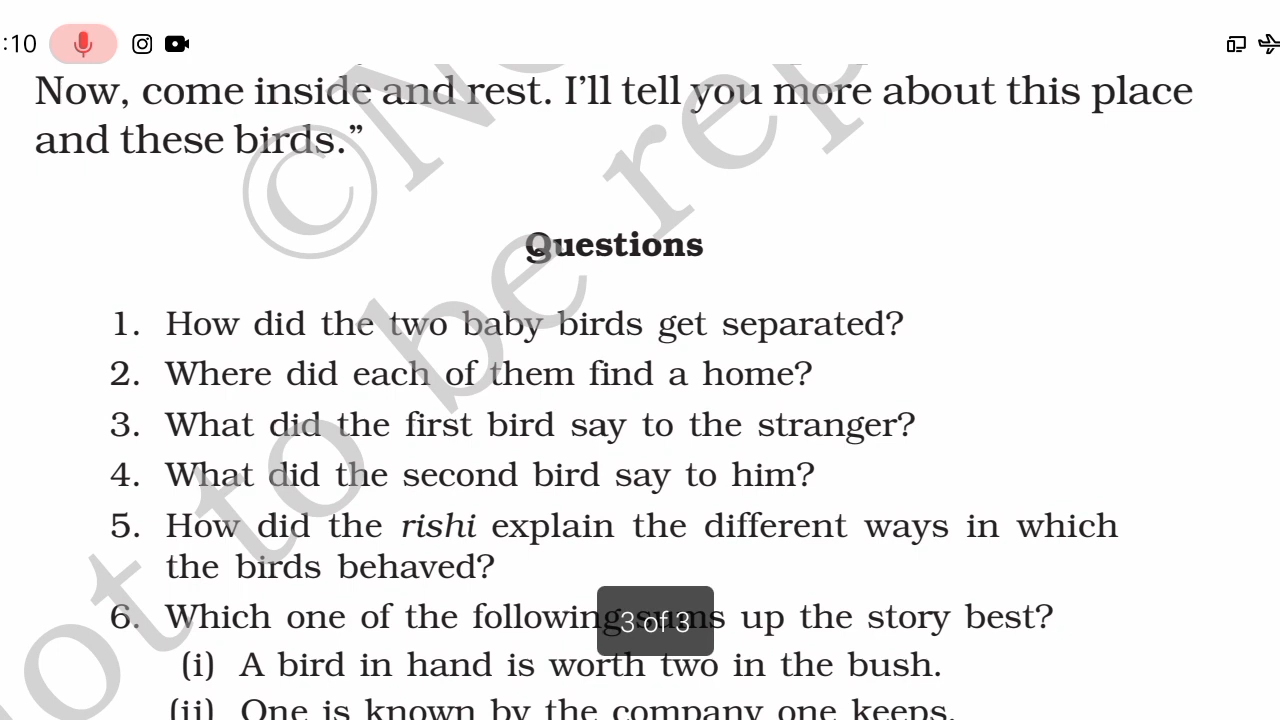 :10
Now, come inside and rest. I'll tell you more about this place
and these birds.”
©N
not to be rep
Questions
1. How did the two baby birds get separated?
2. Where did each of them find a home?
3. What did the first bird say to the stranger?
4. What did the second bird say to him?
5. How did the rishi explain the different ways in which
the birds behaved?
6. Which one of the following sums up the story best?
3 of 3
(i) A bird in hand is worth two in the bush.
(ii) One is known by the company one keeps.